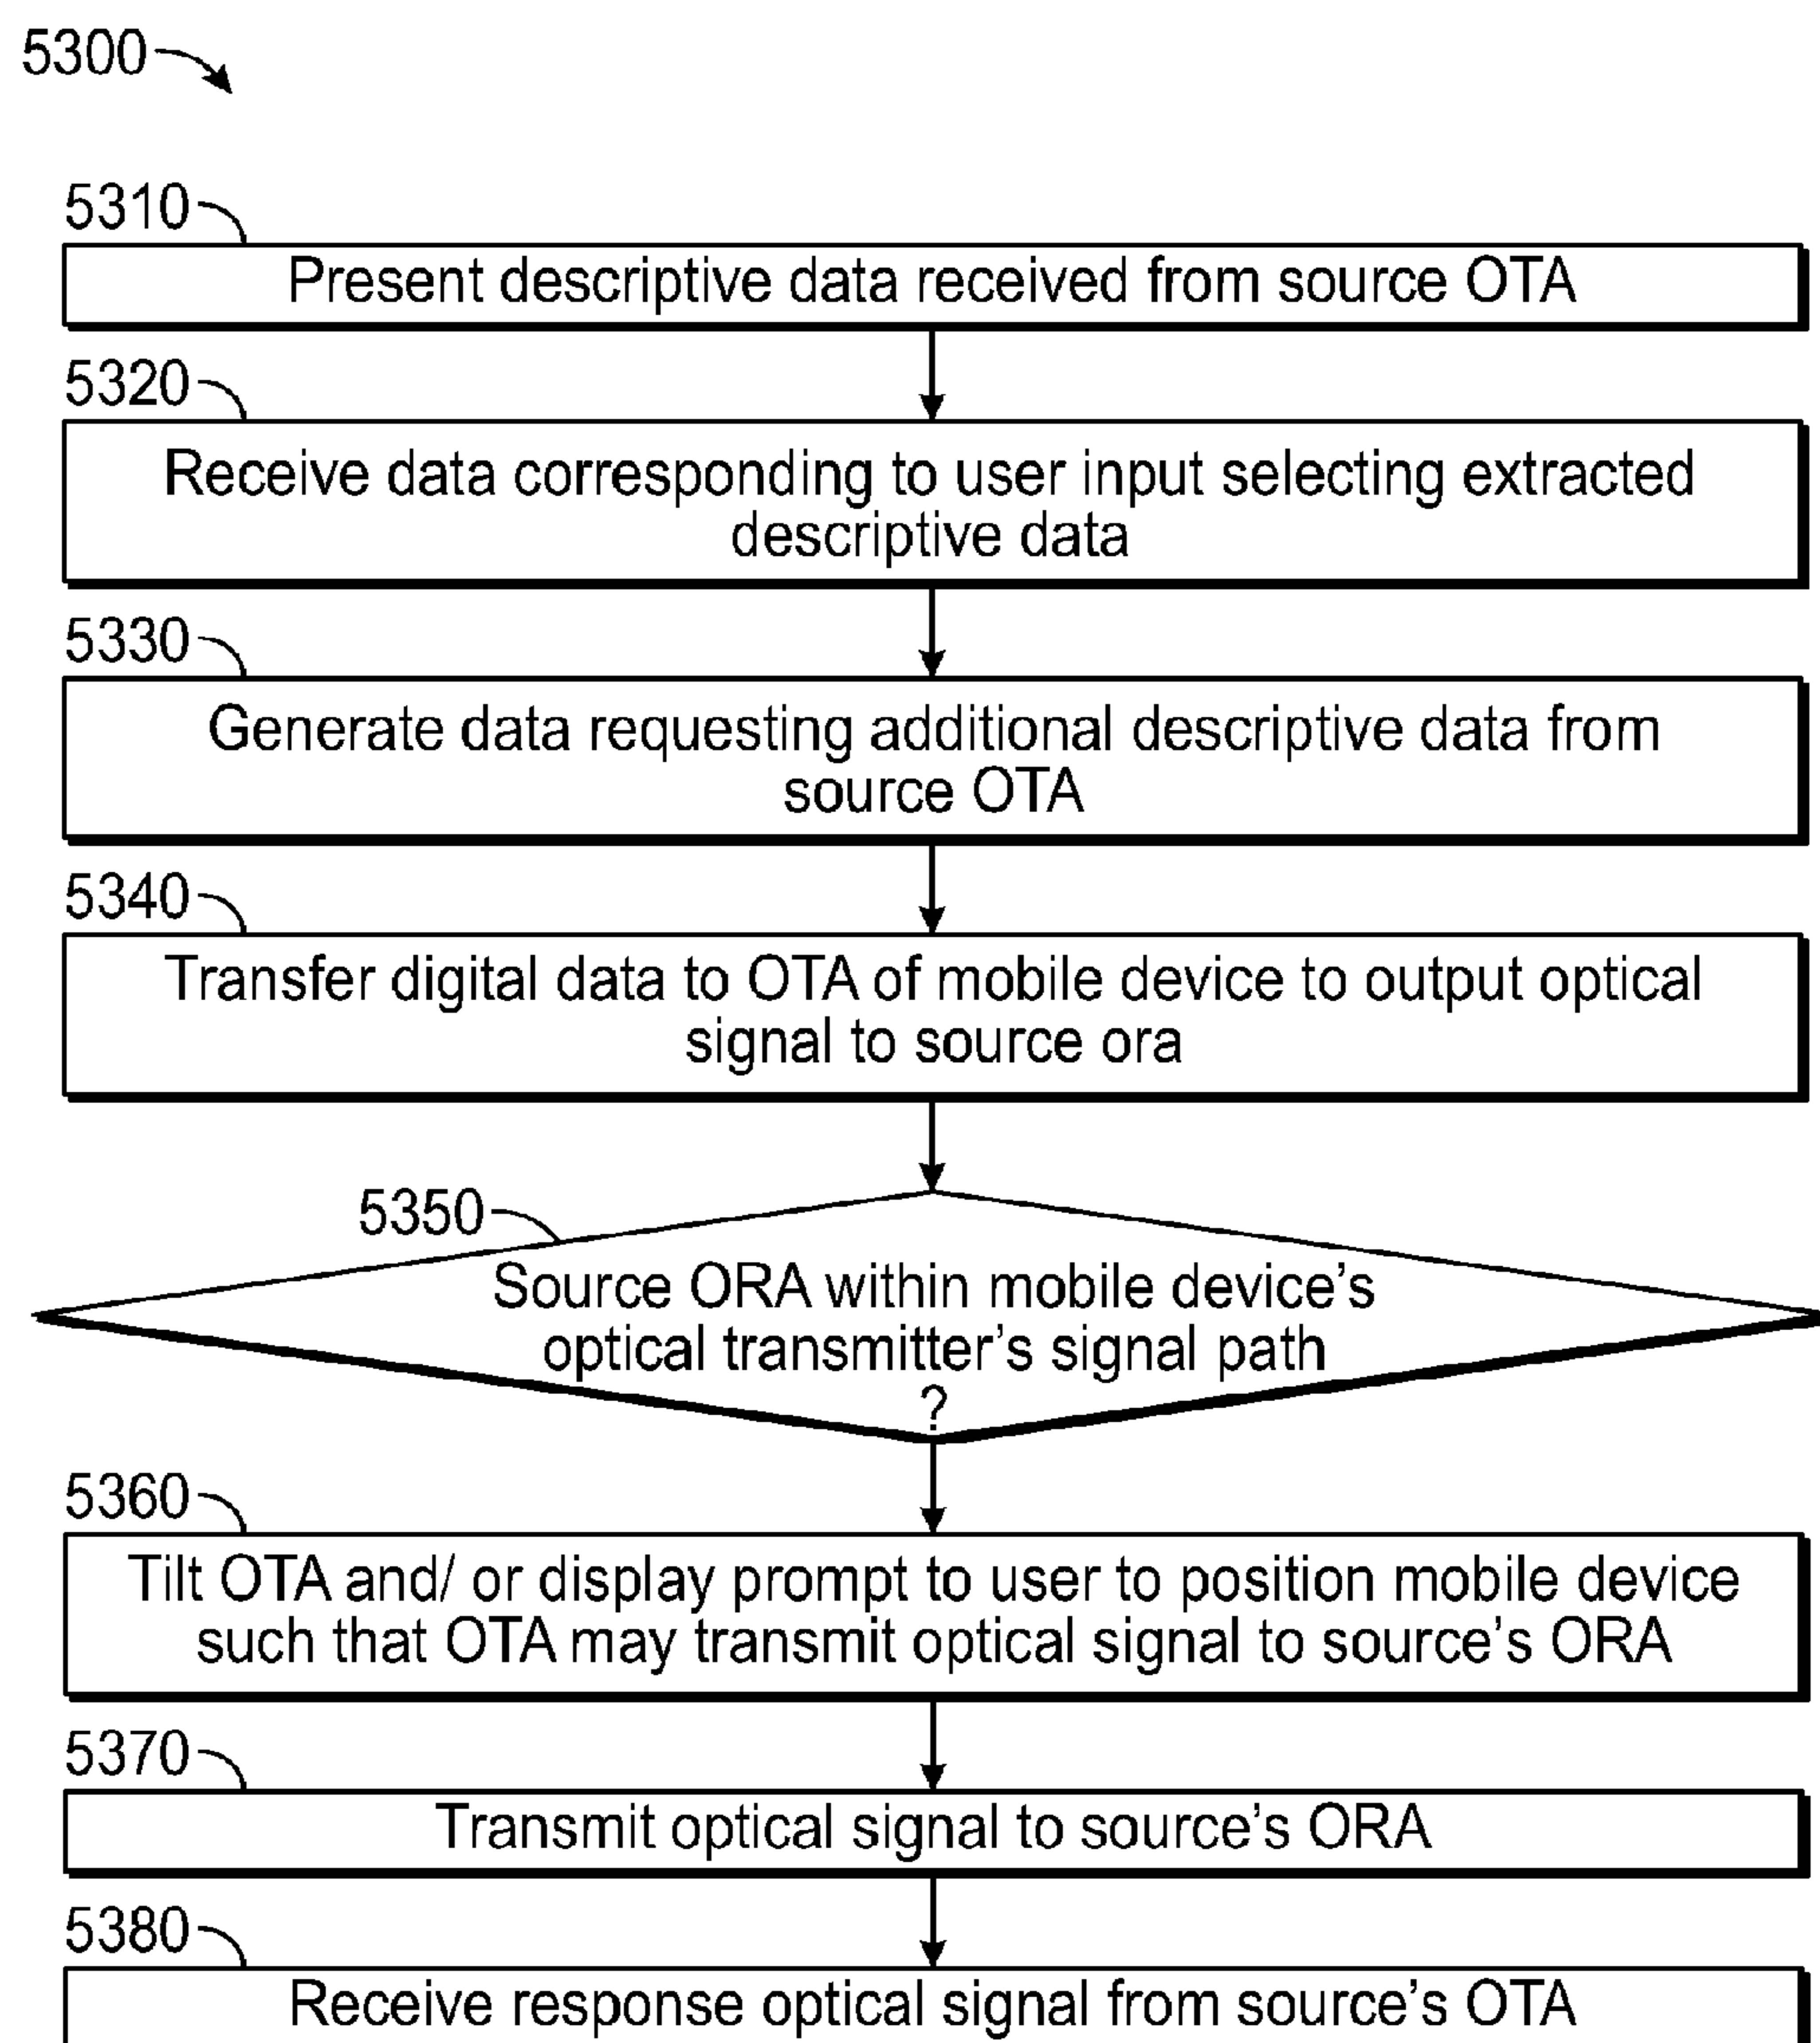 5300
5310
Present descriptive data received from source OTA
5320
Receive data corresponding to user input selecting extracted
descriptive data
5330
Generate data requesting additional descriptive data from
source OTA
5340
Transfer digital data to OTA of mobile device to output optical
signal to source ora
5350
Source ORA within mobile device's
optical transmitter's signal path
?
5360
Tilt OTA and/ or display prompt to user to position mobile device
such that OTA may transmit optical signal to source's ORA
5370
Transmit optical signal to source's ORA
5380
Receive response optical signal from source's OTA